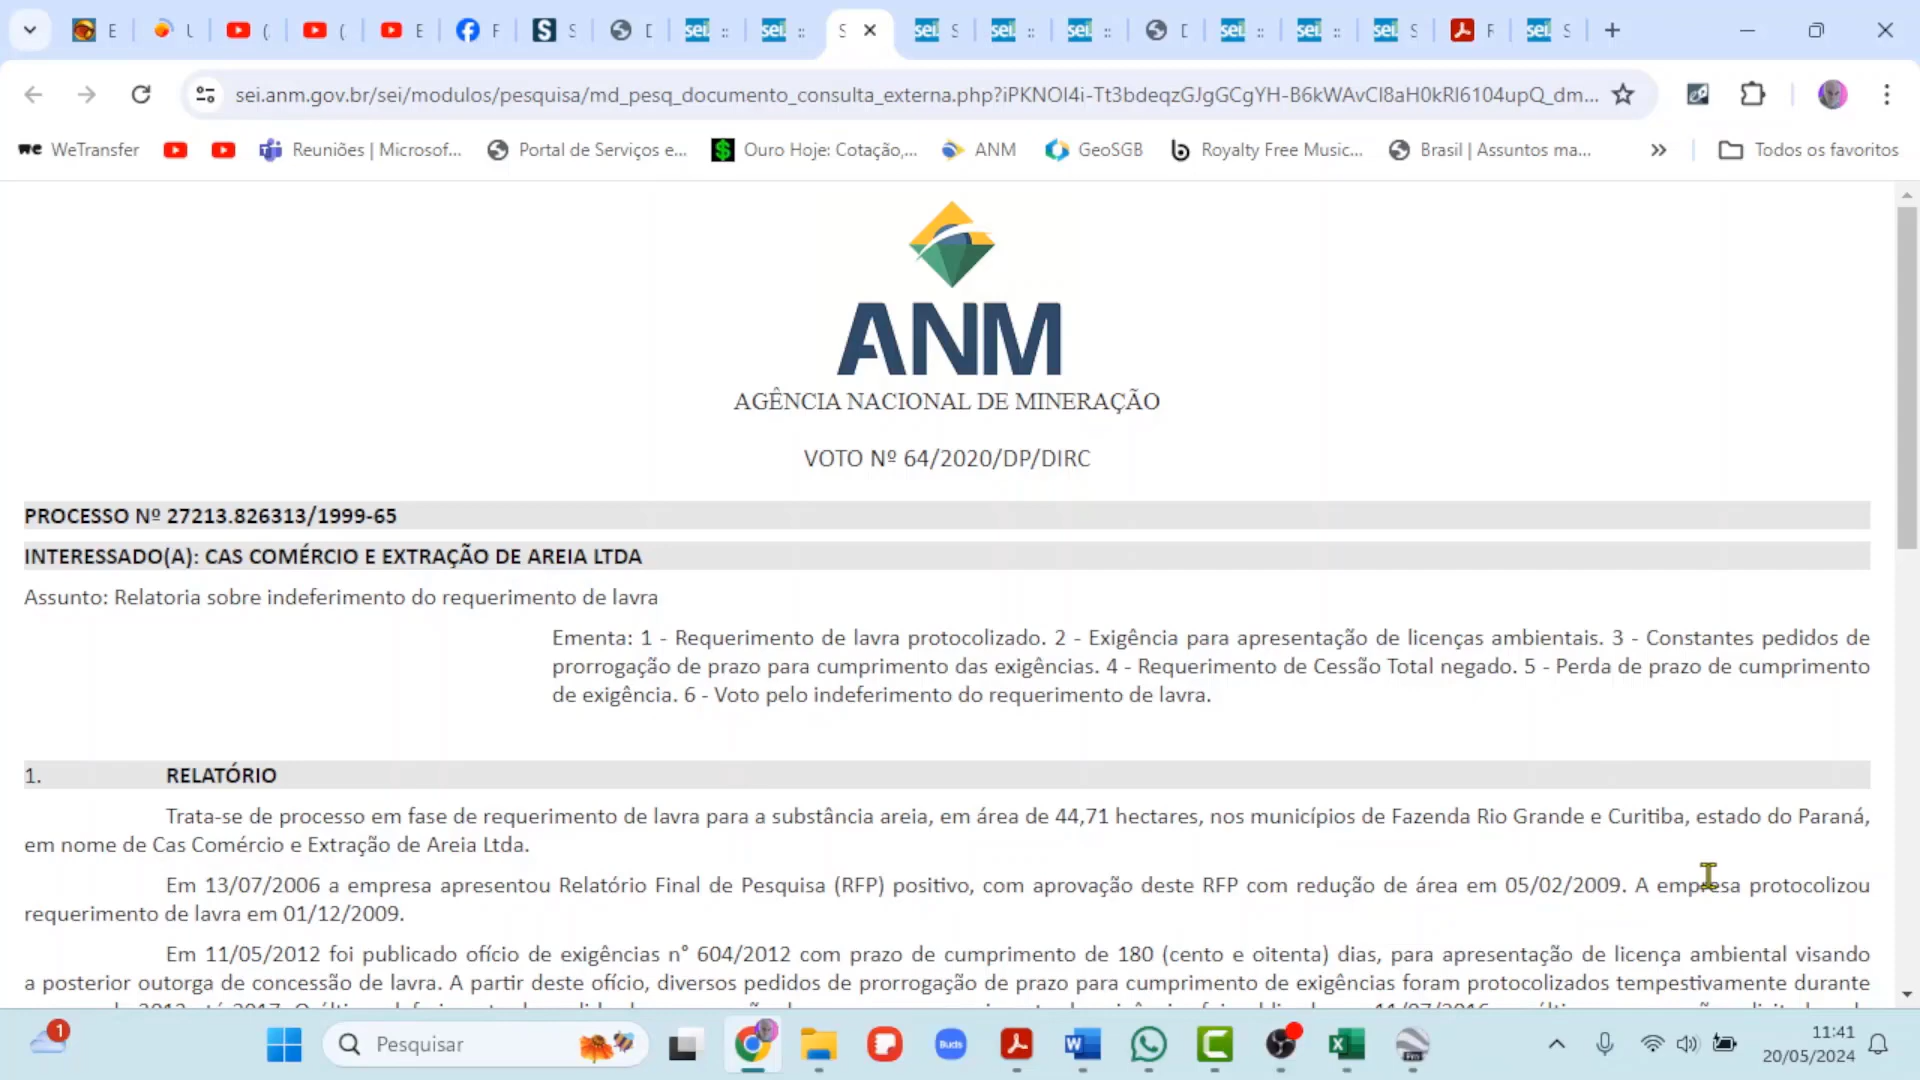 E
U
(
(
E
F
S
D
::
::
S
S
::
::
D
::
::
S
F
S
sei.anm.gov.br/sei/modulos/pesquisa/md_pesq_documento_consulta_externa.php?iPKNOI4i-Tt3bdeqzGJgGCgYH-B6kWAvCl8aH0kRl6104upQ_dm...
WeTransfer
Reuniões | Microsof...
Portal de Serviços e...
Ouro Hoje: Cotação,...
ANM
GeoSGB
Royalty Free Music...
Brasil | Assuntos ma...
»
Todos os favoritos
ANM
AGÊNCIA NACIONAL DE MINERAÇÃO
VOTO Nº 64/2020/DP/DIRC
PROCESSO Nº 27213.826313/1999-65
INTERESSADO(A): CAS COMÉRCIO E EXTRAÇÃO DE AREIA LTDA
Assunto: Relatoria sobre indeferimento do requerimento de lavra
Ementa: 1 - Requerimento de lavra protocolizado. 2 - Exigência para apresentação de licenças ambientais. 3 - Constantes pedidos de
prorrogação de prazo para cumprimento das exigências. 4 - Requerimento de Cessão Total negado. 5 - Perda de prazo de cumprimento
de exigência. 6 - Voto pelo indeferimento do requerimento de lavra.
1. RELATÓRIO
Trata-se de processo em fase de requerimento de lavra para a substância areia, em área de 44,71 hectares, nos municípios de Fazenda Rio Grande e Curitiba, estado do Paraná,
em nome de Cas Comércio e Extração de Areia Ltda.
Em 13/07/2006 a empresa apresentou Relatório Final de Pesquisa (RFP) positivo, com aprovação deste RFP com redução de área em 05/02/2009. A empresa protocolizou
requerimento de lavra em 01/12/2009.
Em 11/05/2012 foi publicado ofício de exigências n° 604/2012 com prazo de cumprimento de 180 (cento e oitenta) dias, para apresentação de licença ambiental visando
a posterior outorga de concessão de lavra. A partir deste ofício, diversos pedidos de prorrogação de prazo para cumprimento de exigências foram protocolizados tempestivamente durante
1
Pesquisar
Buds
11:41
20/05/2024